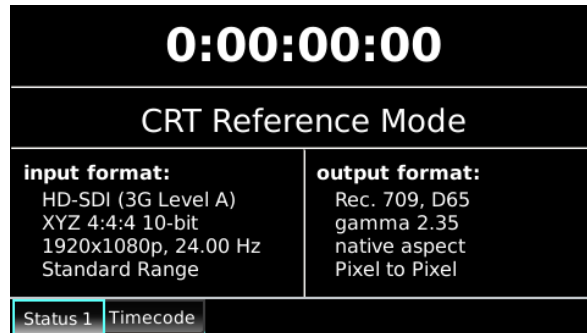 0:00:00:00
CRT Reference Mode
input format:
HD-SDI (3G Level A)
XYZ 4:4:4 10-bit
1920x1080p, 24.00 Hz
Standard Range
output format:
Rec. 709, D65
gamma 2.35
native aspect
Pixel to Pixel
Status 1 Timecode